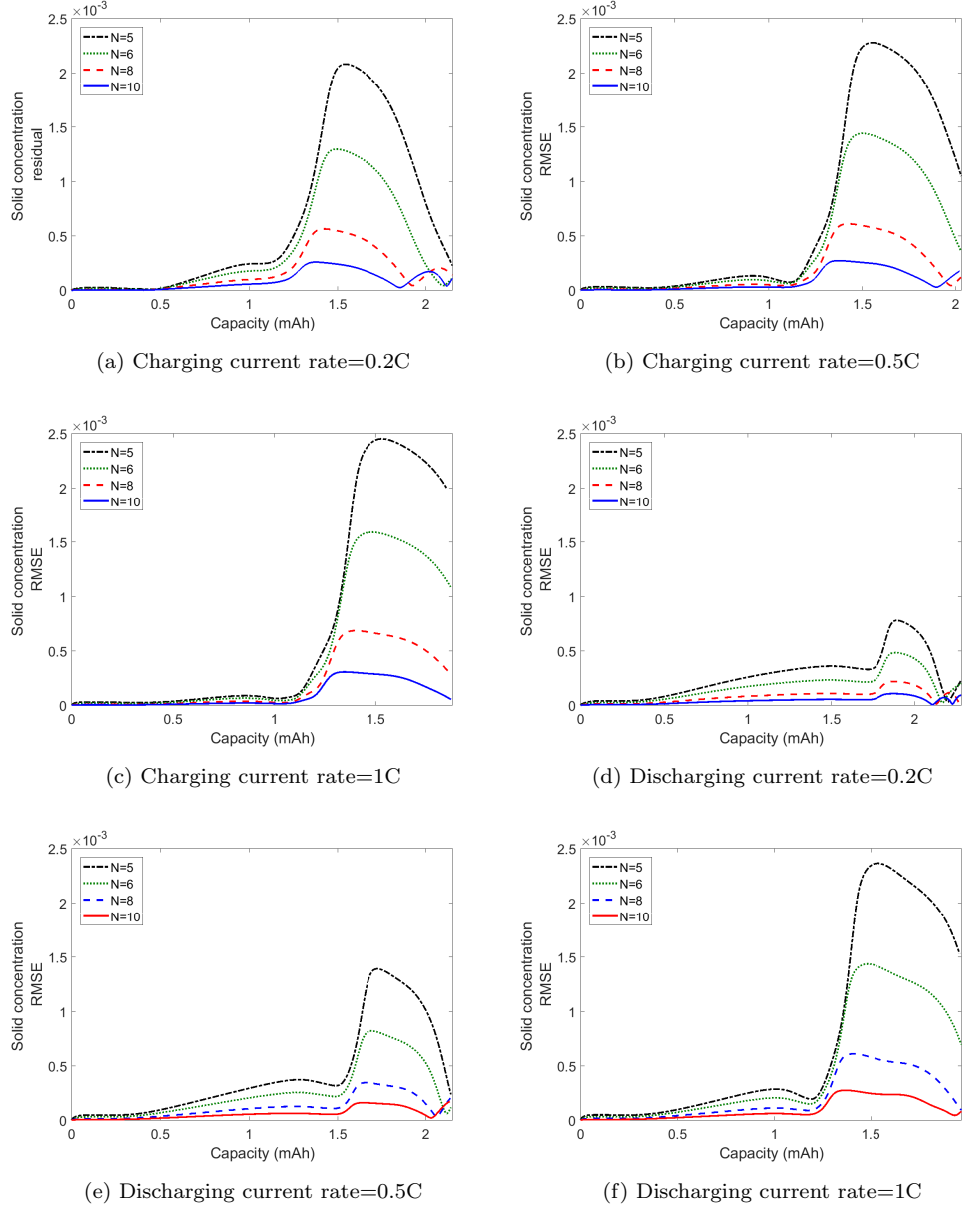 ×10⁻³
2.5
2
1.5
1
0.5
0
N=5
N=6
N=8
N=10
Solid concentration
residual
0 0.5 1 1.5 2
Capacity (mAh)
(a) Charging current rate=0.2C
×10⁻³
2.5
2
1.5
1
0.5
0
N=5
N=6
N=8
N=10
Solid concentration
RMSE
0 0.5 1 1.5 2
Capacity (mAh)
(b) Charging current rate=0.5C
×10⁻³
2.5
2
1.5
1
0.5
0
N=5
N=6
N=8
N=10
Solid concentration
RMSE
0 0.5 1 1.5
Capacity (mAh)
(c) Charging current rate=1C
×10⁻³
2.5
2
1.5
1
0.5
0
N=5
N=6
N=8
N=10
Solid concentration
RMSE
0 0.5 1 1.5 2
Capacity (mAh)
(d) Discharging current rate=0.2C
×10⁻³
2.5
2
1.5
1
0.5
0
N=5
N=6
N=8
N=10
Solid concentration
RMSE
0 0.5 1 1.5 2
Capacity (mAh)
(e) Discharging current rate=0.5C
×10⁻³
2.5
2
1.5
1
0.5
0
N=5
N=6
N=8
N=10
Solid concentration
RMSE
0 0.5 1 1.5
Capacity (mAh)
(f) Discharging current rate=1C